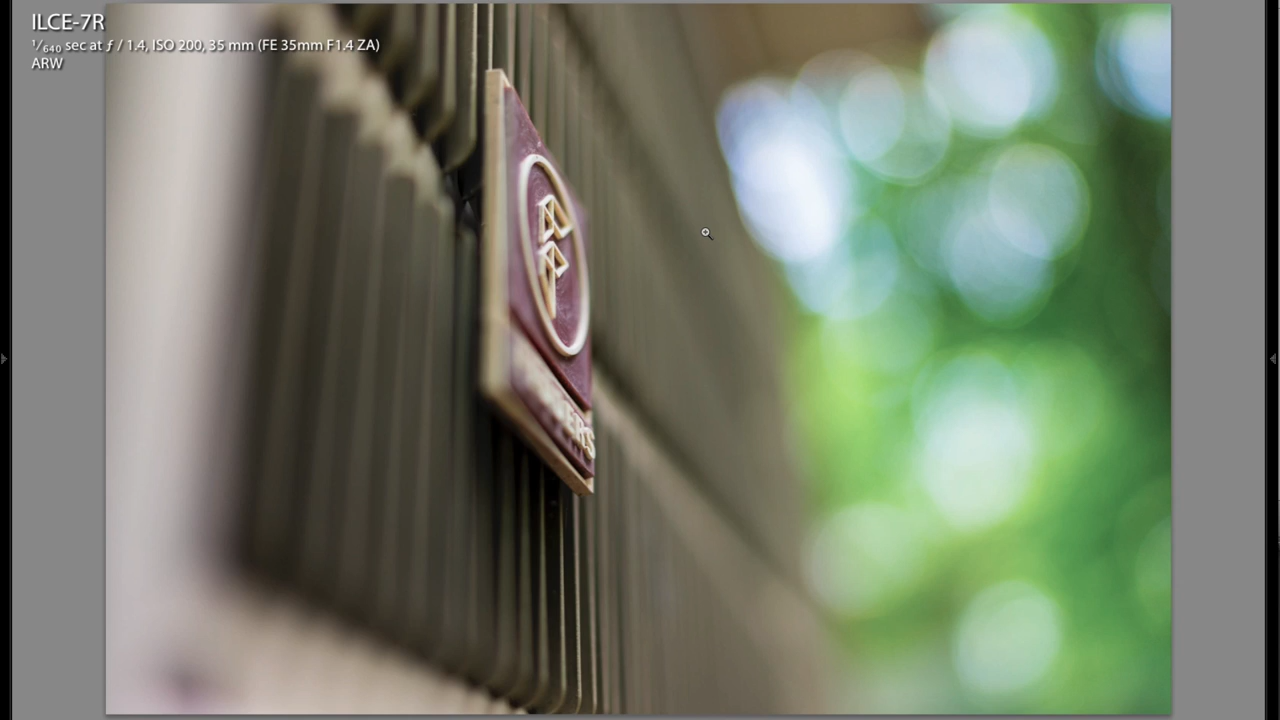 ILCE-7R
1/640 sec at ƒ / 1.4, ISO 200, 35 mm (FE 35mm F1.4 ZA)
ARW